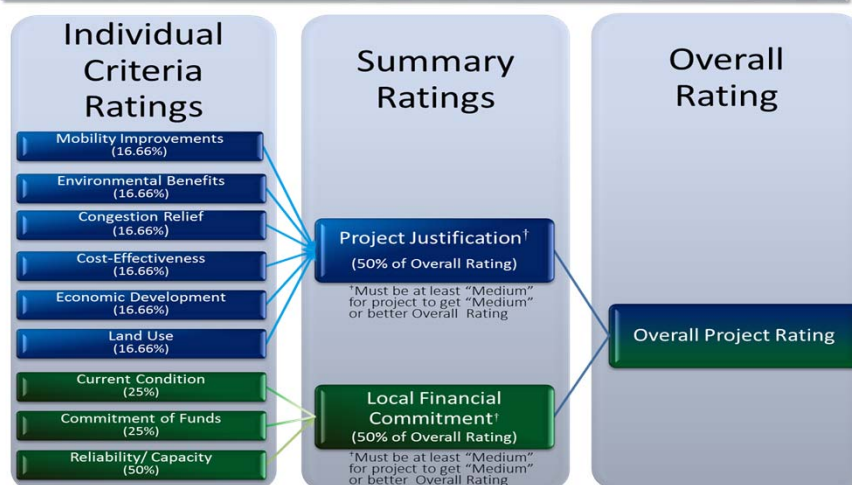 Individual
Criteria
Ratings
Mobility Improvements
(16.66%)
Environmental Benefits
(16.66%)
Congestion Relief
(16.66%)
Cost-Effectiveness
(16.66%)
Economic Development
(16.66%)
Land Use
(16.66%)
Current Condition
(25%)
Commitment of Funds
(25%)
Reliability/ Capacity
(50%)
Summary
Ratings
Project Justification†
(50% of Overall Rating)
†Must be at least “Medium”
for project to get “Medium”
or better Overall Rating
Local Financial
Commitment†
(50% of Overall Rating)
†Must be at least “Medium”
for project to get “Medium”
or better Overall Rating
Overall
Rating
Overall Project Rating